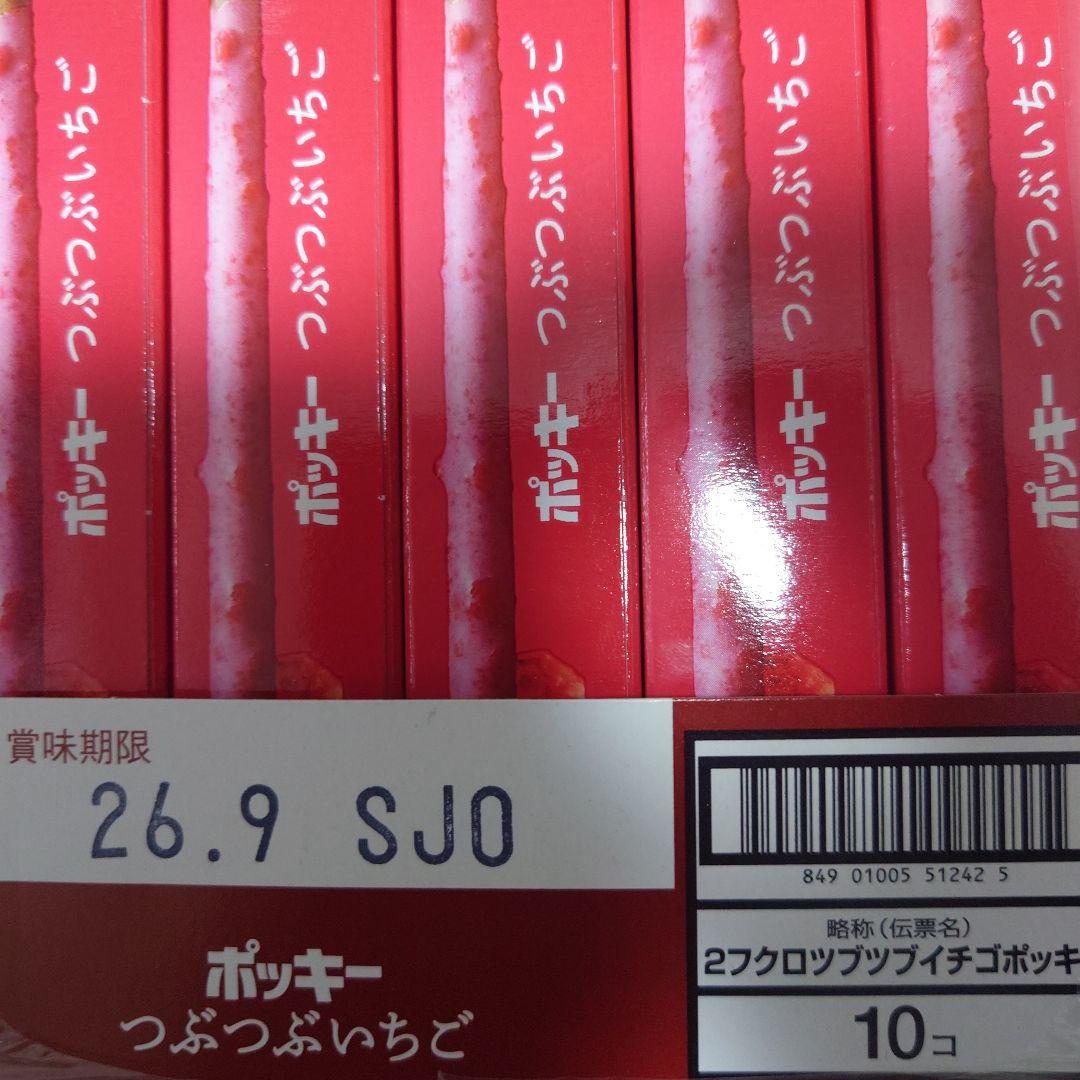 ポッキー つぶつぶいちご
ポッキー つぶつぶいちご
ポッキー つぶつぶいちご
ポッキー つぶつぶいちご
ポッキー つぶつぶいちご
賞味期限
26.9 SJO
ポッキー
つぶつぶいちご
849 01005 51242 5
略称(伝票名)
2フクロツブツブイチゴポッキ
10コ